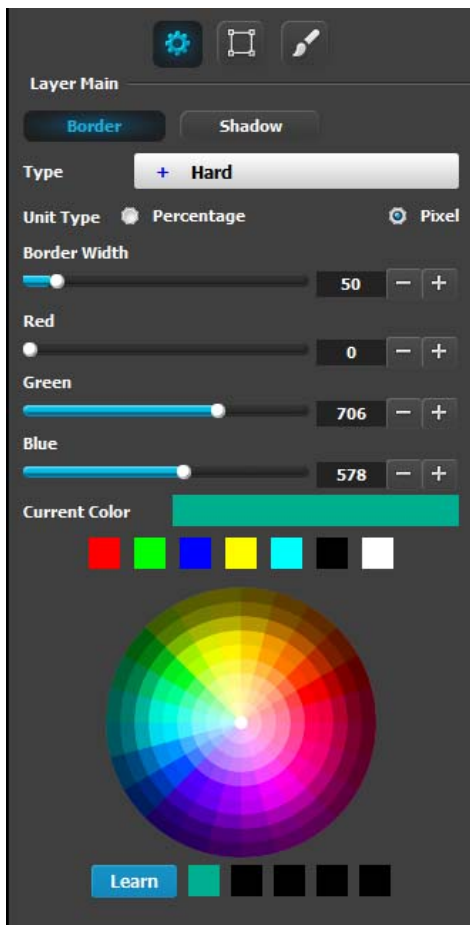 Layer Main
Border Shadow
Type + Hard
Unit Type Percentage Pixel
Border Width
50 − +
Red
0 − +
Green
706 − +
Blue
578 − +
Current Color
Learn